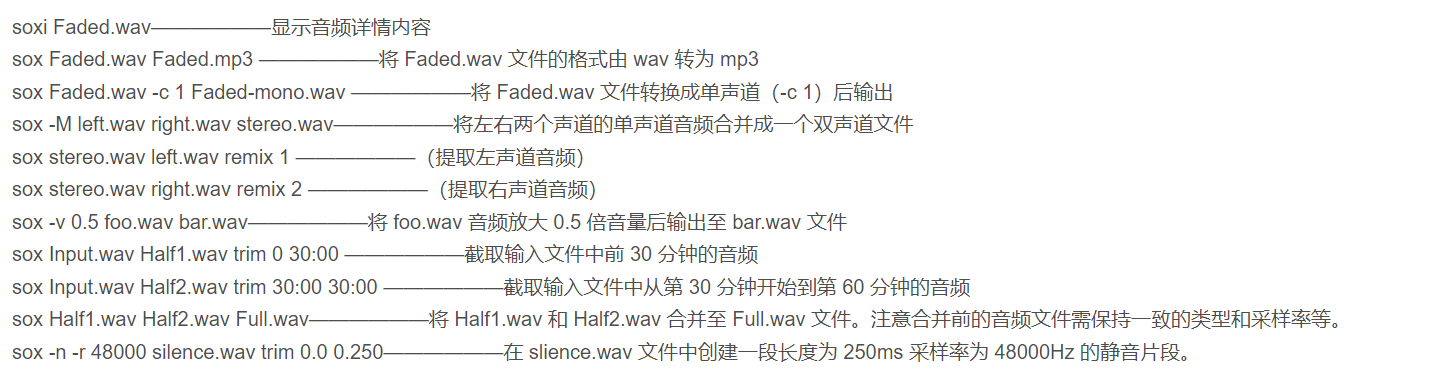 soxi Faded.wav——————显示音频详情内容
sox Faded.wav Faded.mp3 ——————将 Faded.wav 文件的格式由 wav 转为 mp3
sox Faded.wav -c 1 Faded-mono.wav ——————将 Faded.wav 文件转换成单声道（-c 1）后输出
sox -M left.wav right.wav stereo.wav——————将左右两个声道的单声道音频合并成一个双声道文件
sox stereo.wav left.wav remix 1 ——————（提取左声道音频）
sox stereo.wav right.wav remix 2 ——————（提取右声道音频）
sox -v 0.5 foo.wav bar.wav——————将 foo.wav 音频放大 0.5 倍音量后输出至 bar.wav 文件
sox Input.wav Half1.wav trim 0 30:00 ——————截取输入文件中前 30 分钟的音频
sox Input.wav Half2.wav trim 30:00 30:00 ——————截取输入文件中从第 30 分钟开始到第 60 分钟的音频
sox Half1.wav Half2.wav Full.wav——————将 Half1.wav 和 Half2.wav 合并至 Full.wav 文件。注意合并前的音频文件需保持一致的类型和采样率等。
sox -n -r 48000 silence.wav trim 0.0 0.250——————在 slience.wav 文件中创建一段长度为 250ms 采样率为 48000Hz 的静音片段。